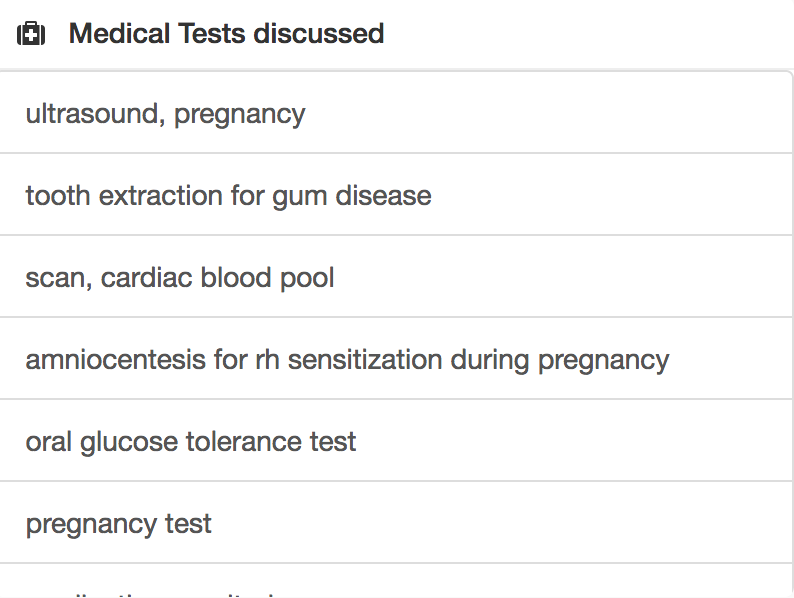 Medical Tests discussed
ultrasound, pregnancy
tooth extraction for gum disease
scan, cardiac blood pool
amniocentesis for rh sensitization during pregnancy
oral glucose tolerance test
pregnancy test